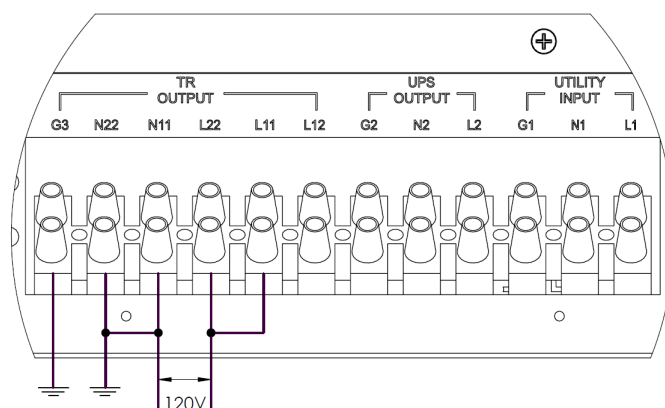 TR OUTPUT
UPS OUTPUT
UTILITY INPUT
G3 N22 N11 L22 L11 L12 G2 N2 L2 G1 N1 L1
120V